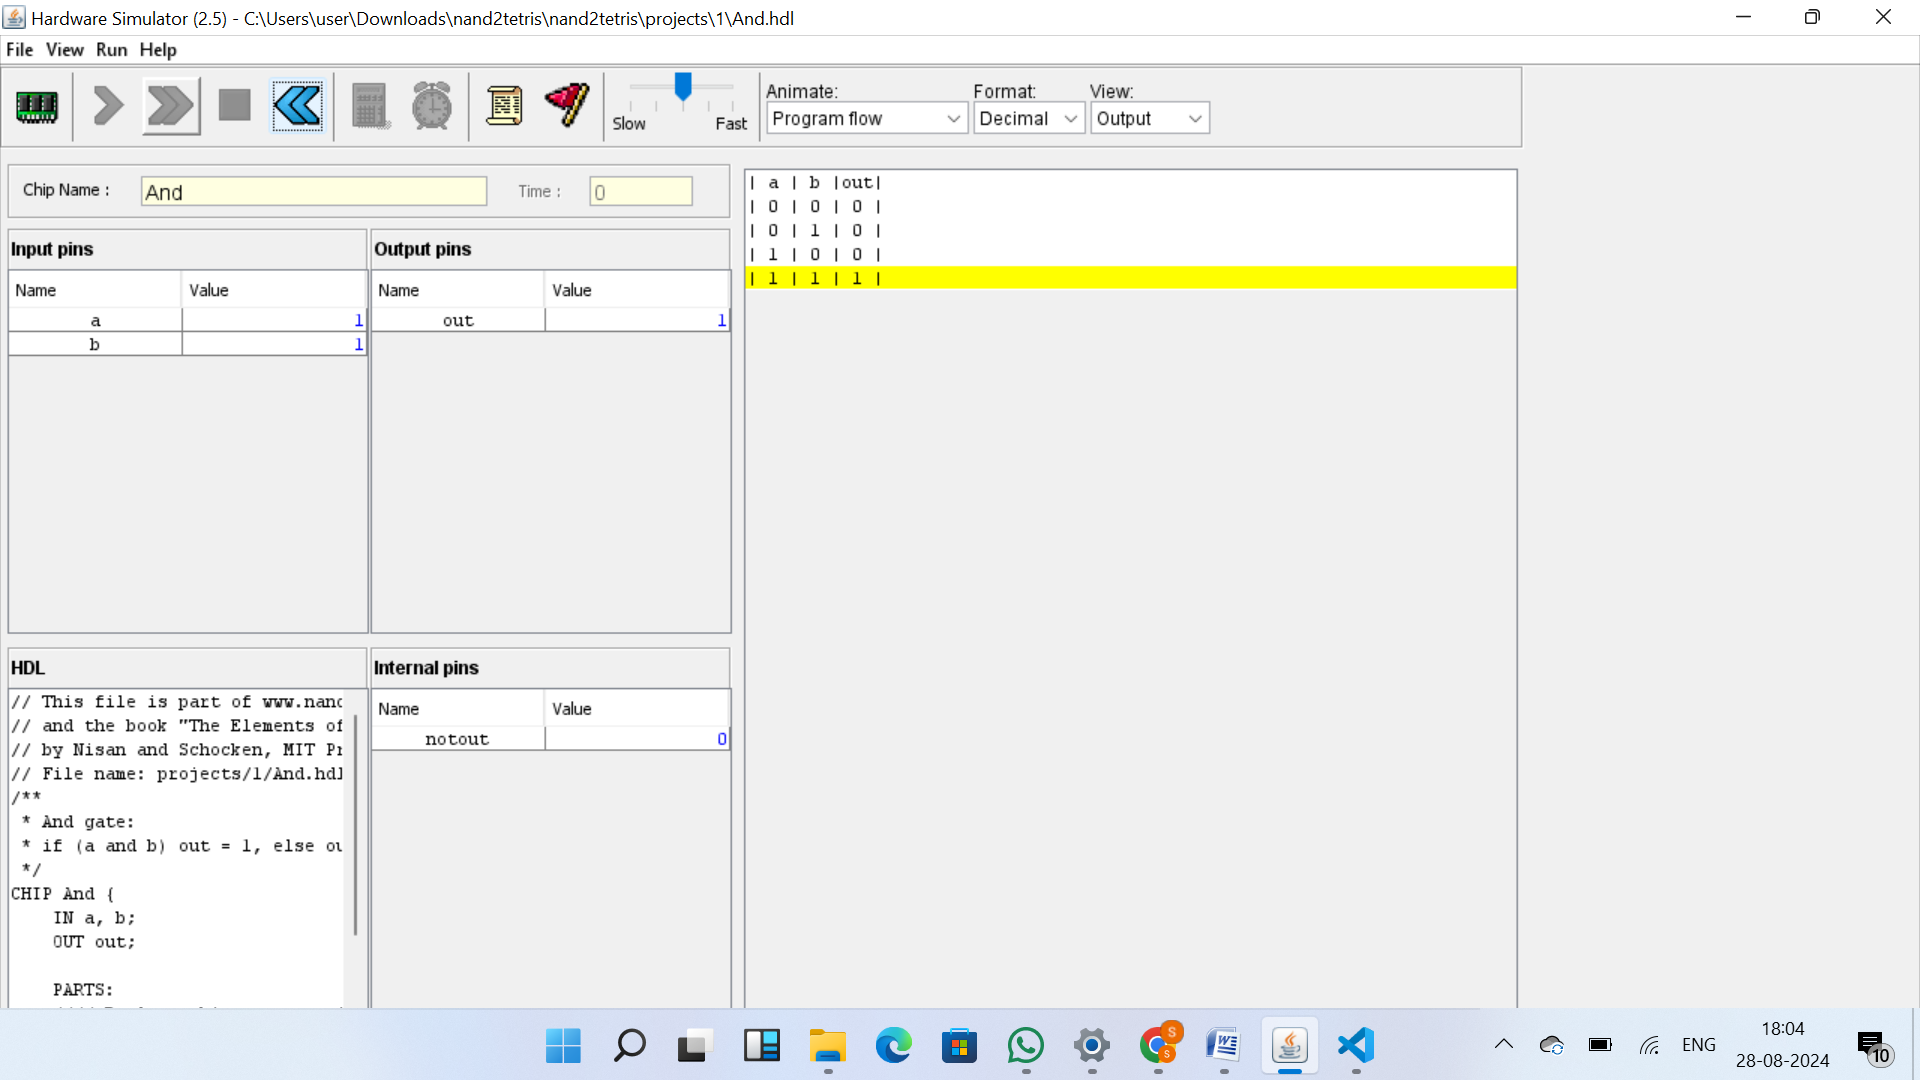 Hardware Simulator (2.5) - C:\Users\user\Downloads\nand2tetris\nand2tetris\projects\1\And.hdl
File View Run Help
Slow Fast
Animate: Format: View:
Program flow Decimal Output
Chip Name : And Time : 0
Input pins
Name Value
a 1
b 1
Output pins
Name Value
out 1
| a | b |out|
| 0 | 0 | 0 |
| 0 | 1 | 0 |
| 1 | 0 | 0 |
| 1 | 1 | 1 |
HDL
// This file is part of www.nand
// and the book "The Elements of
// by Nisan and Schocken, MIT Pr
// File name: projects/1/And.hdl
/**
* And gate:
* if (a and b) out = 1, else ou
*/
CHIP And {
IN a, b;
OUT out;
PARTS:
Internal pins
Name Value
notout 0
S
S
W
ENG
18:04
28-08-2024
10